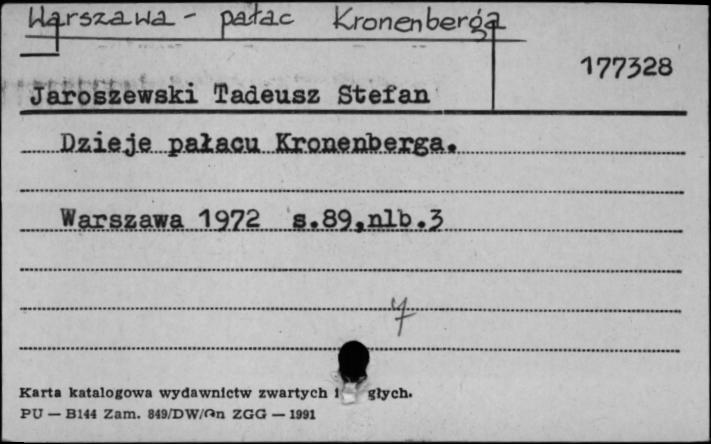 Warszawa - pałac Kronenberga
177328
Jaroszewski Tadeusz Stefan
Dzieje pałacu Kronenberga.
Warszawa 1972 s.89,nlb.3
Karta katalogowa wydawnictw zwartych i głych.
PU — B144 Zam. 849/DW/Gn ZGG — 1991